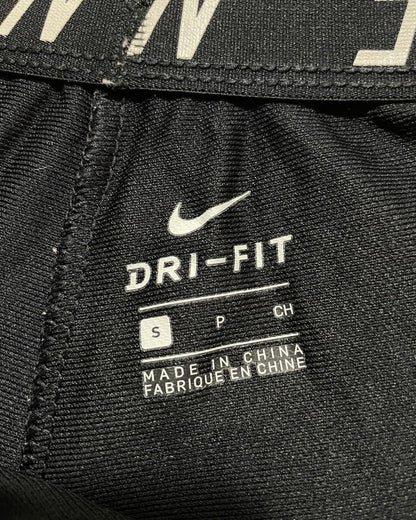 DRI-FIT
S P CH
MADE IN CHINA
FABRIQUE EN CHINE